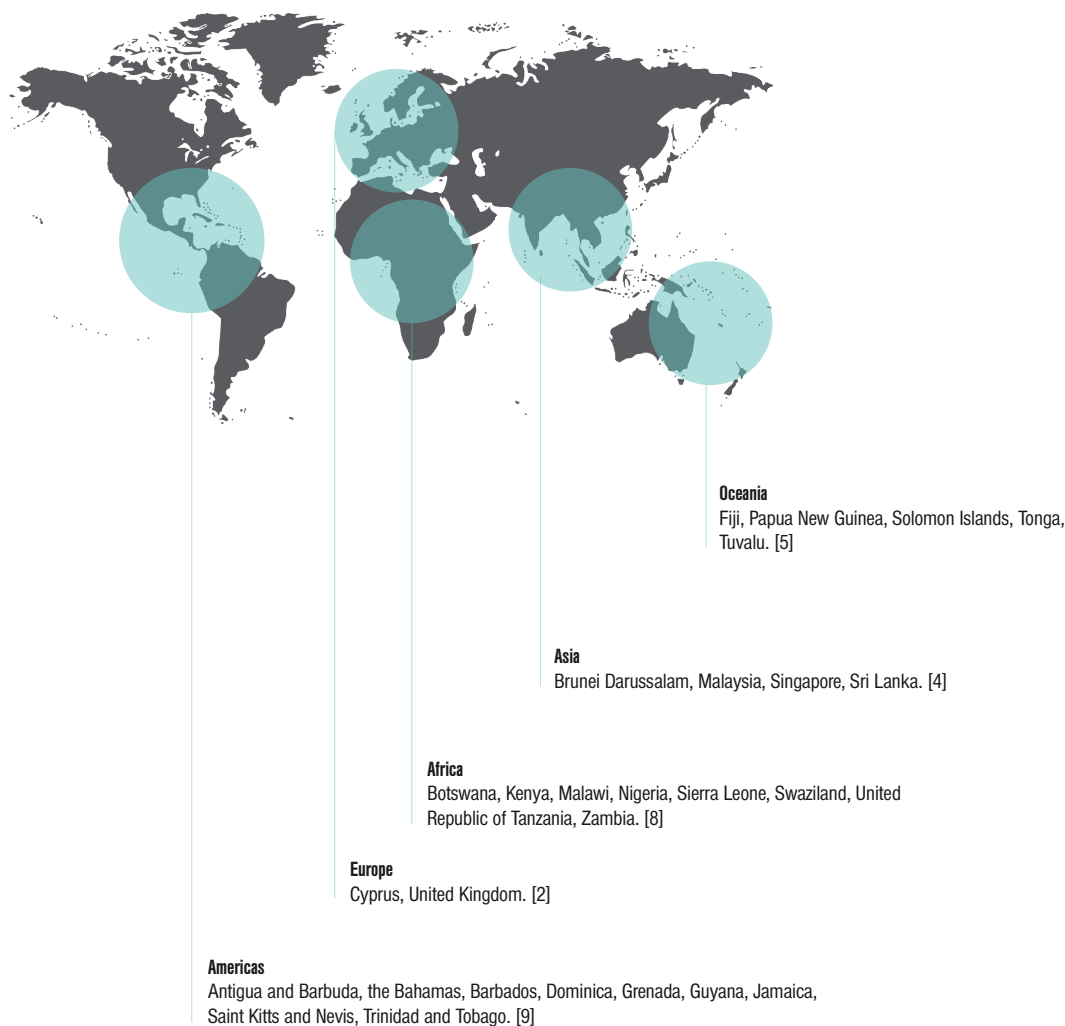 Oceania
Fiji, Papua New Guinea, Solomon Islands, Tonga,
Tuvalu. [5]
Asia
Brunei Darussalam, Malaysia, Singapore, Sri Lanka. [4]
Africa
Botswana, Kenya, Malawi, Nigeria, Sierra Leone, Swaziland, United
Republic of Tanzania, Zambia. [8]
Europe
Cyprus, United Kingdom. [2]
Americas
Antigua and Barbuda, the Bahamas, Barbados, Dominica, Grenada, Guyana, Jamaica,
Saint Kitts and Nevis, Trinidad and Tobago. [9]